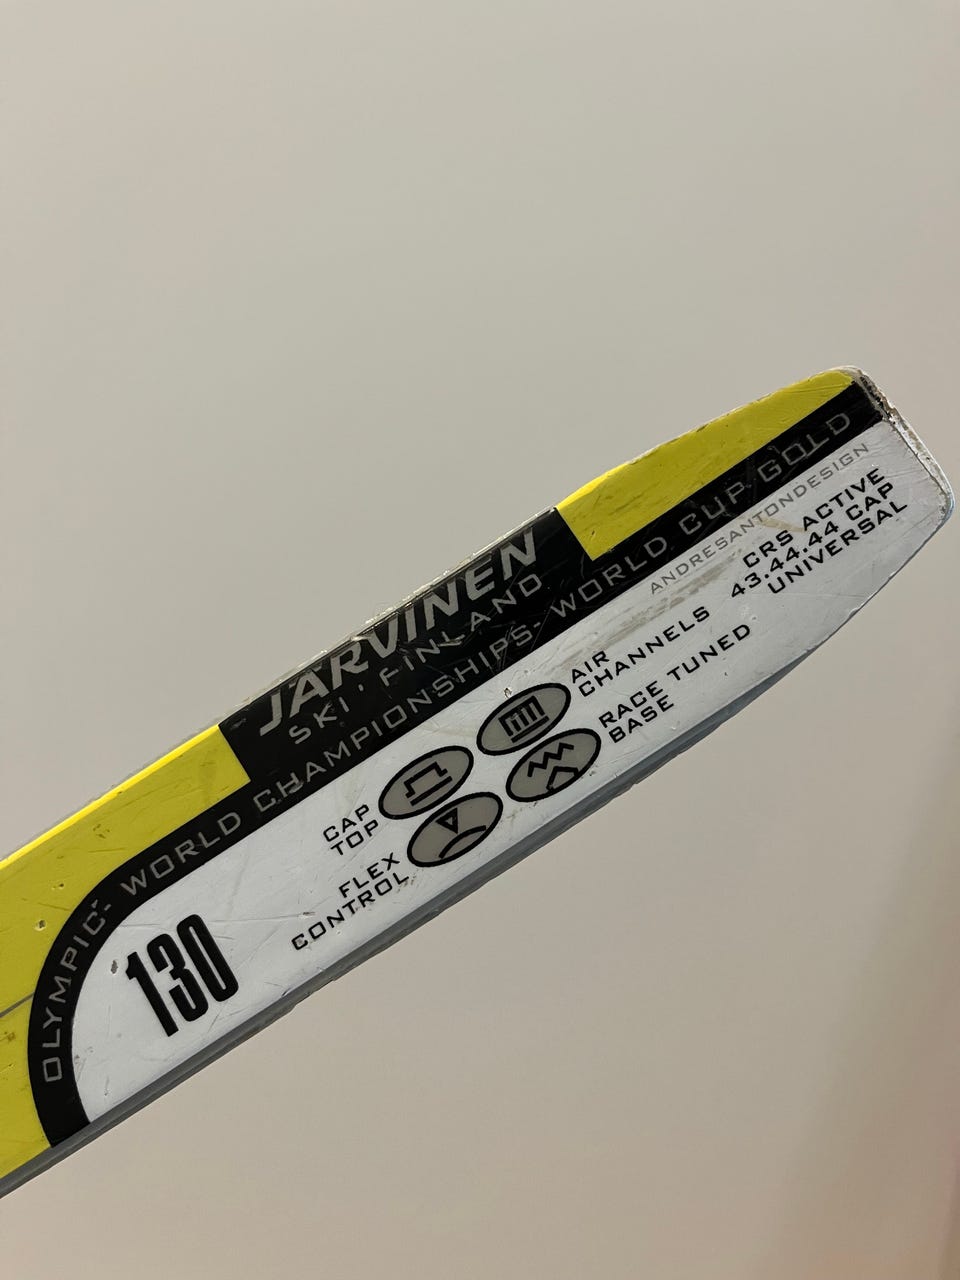 JÄRVINEN
SKI FINLAND
OLYMPIC- WORLD CHAMPIONSHIPS- WORLD CUP GOLD
ANDRESANTONDESIGN
CRS ACTIVE
43.44.44 CAP
UNIVERSAL
AIR
CHANNELS
RACE TUNED
BASE
CAP
TOP
FLEX
CONTROL
130